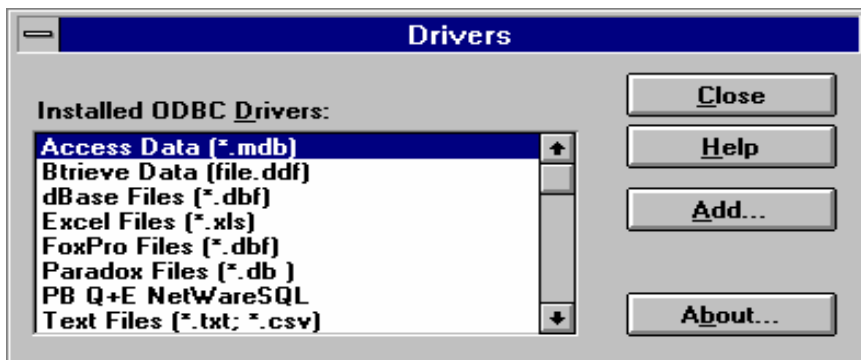 Drivers
Installed ODBC Drivers:
Access Data (*.mdb)
Btrieve Data (file.ddf)
dBase Files (*.dbf)
Excel Files (*.xls)
FoxPro Files (*.dbf)
Paradox Files (*.db )
PB Q+E NetWareSQL
Text Files (*.txt; *.csv)
Close
Help
Add...
About...